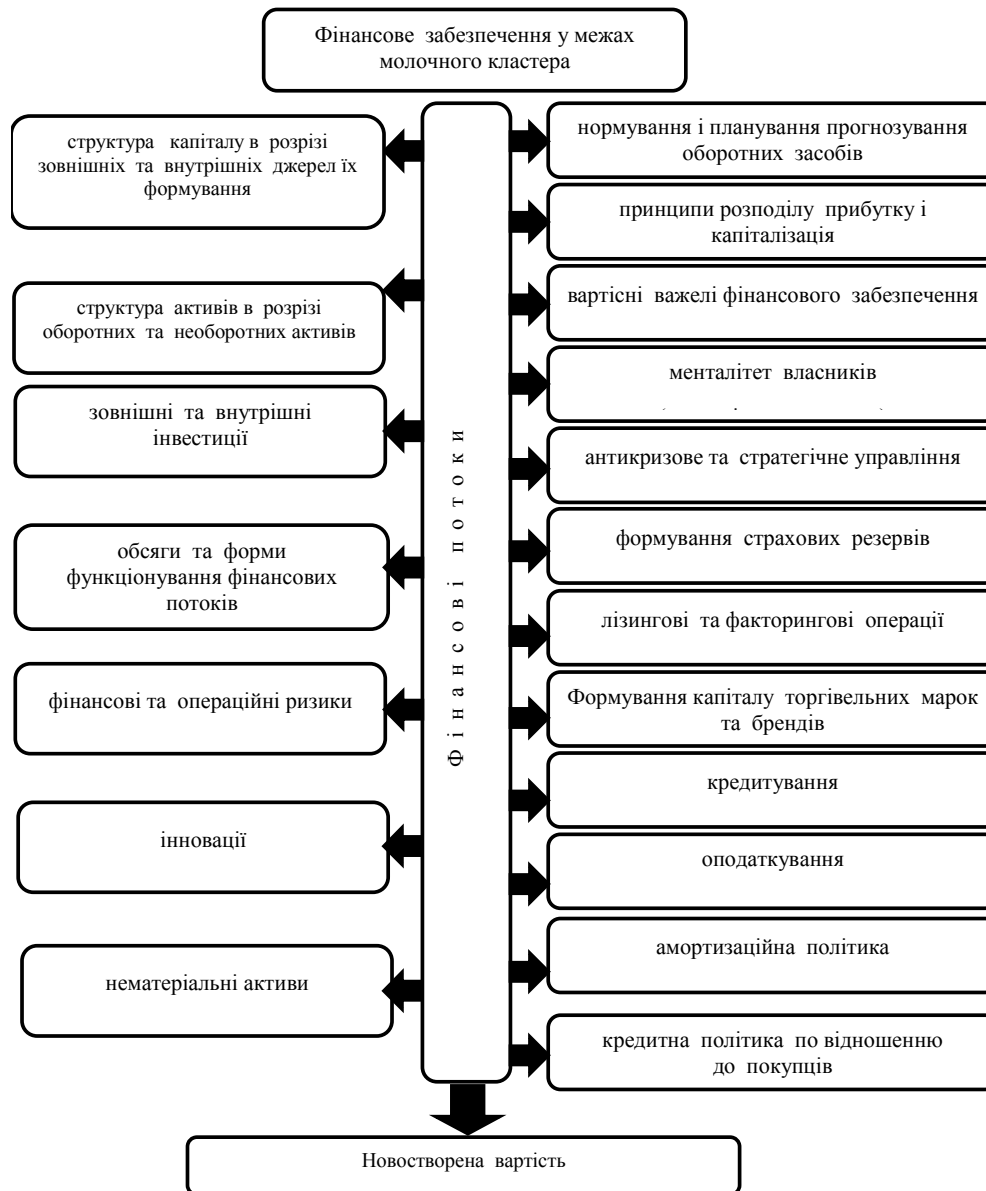 Фінансове забезпечення у межах
молочного кластера
структура капіталу в розрізі
зовнішніх та внутрішніх джерел їх
формування
структура активів в розрізі
оборотних та необоротних активів
зовнішні та внутрішні
інвестиції
обсяги та форми
функціонування фінансових
потоків
фінансові та операційні ризики
інновації
нематеріальні активи
Фінансові потоки
нормування і планування прогнозування
оборотних засобів
принципи розподілу прибутку і
капіталізація
вартісні важелі фінансового забезпечення
менталітет власників
антикризове та стратегічне управління
формування страхових резервів
лізингові та факторингові операції
Формування капіталу торгівельних марок
та брендів
кредитування
оподаткування
амортизаційна політика
кредитна політика по відношенню
до покупців
Новостворена вартість